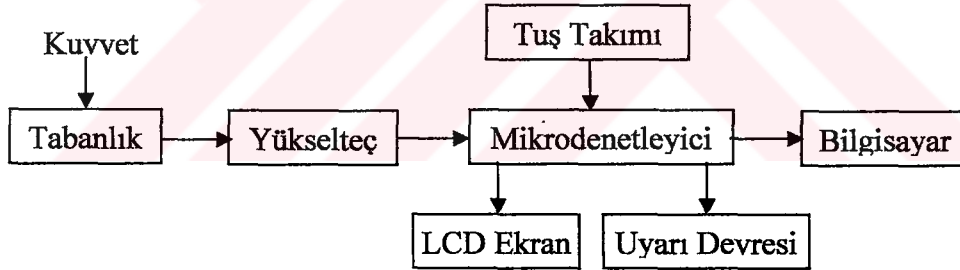 Tuş Takımı
Kuvvet
Tabanlık
Yükselteç
Mikrodenetleyici
Bilgisayar
LCD Ekran
Uyarı Devresi